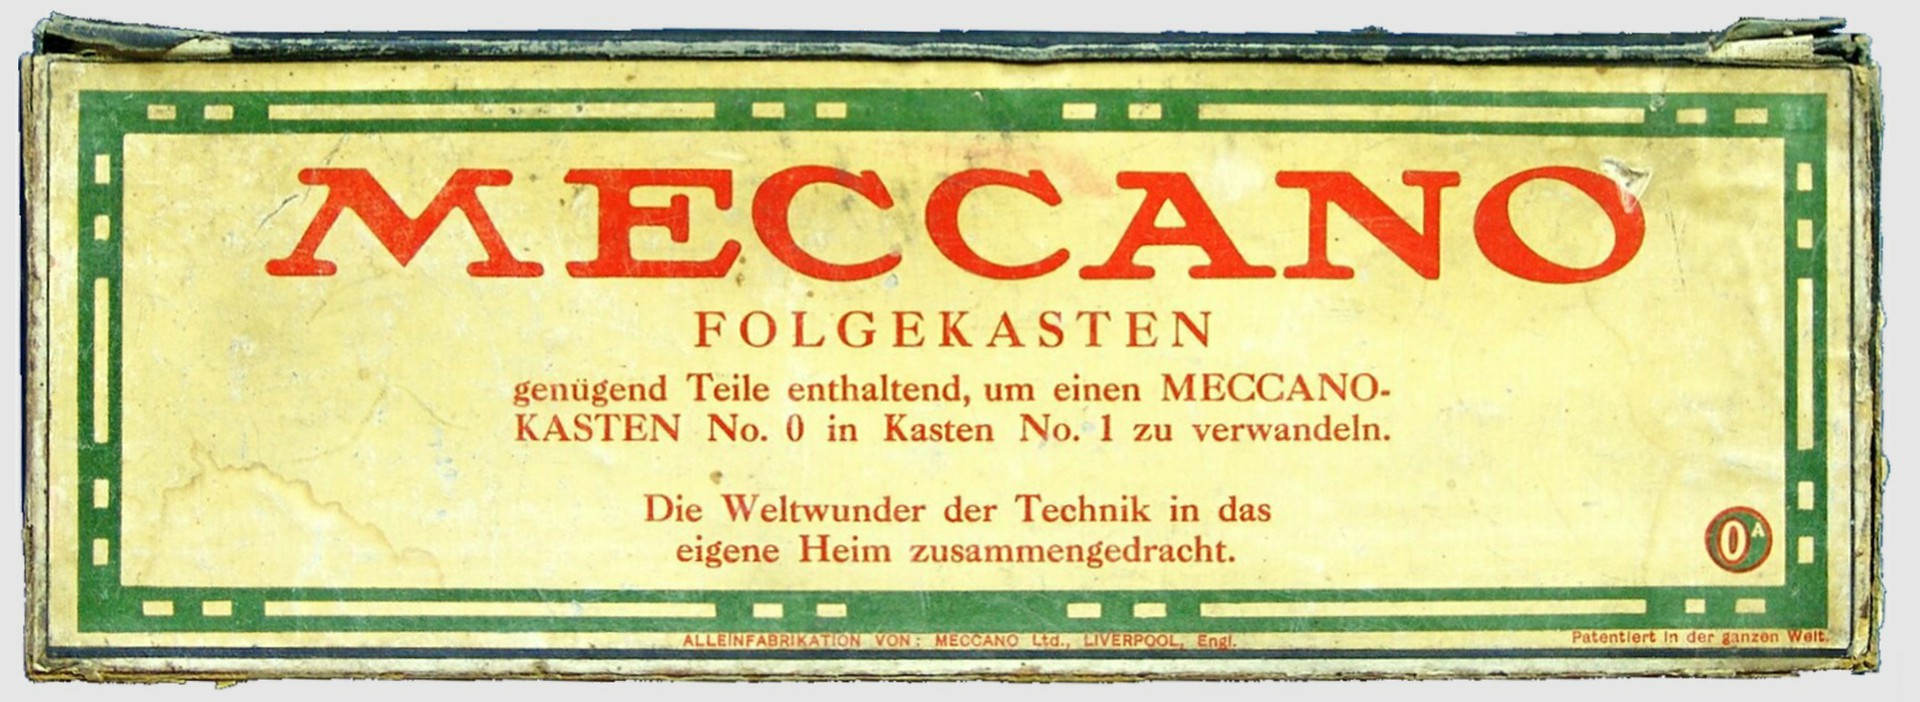 MECCANO
FOLGEKASTEN
genügend Teile enthaltend, um einen MECCANO-
KASTEN No. 0 in Kasten No. 1 zu verwandeln.
Die Weltwunder der Technik in das
eigene Heim zusammengedracht.
0A
ALLEINFABRIKATION VON: MECCANO Ltd., LIVERPOOL, Engl.
Patentiert in der ganzen Welt.